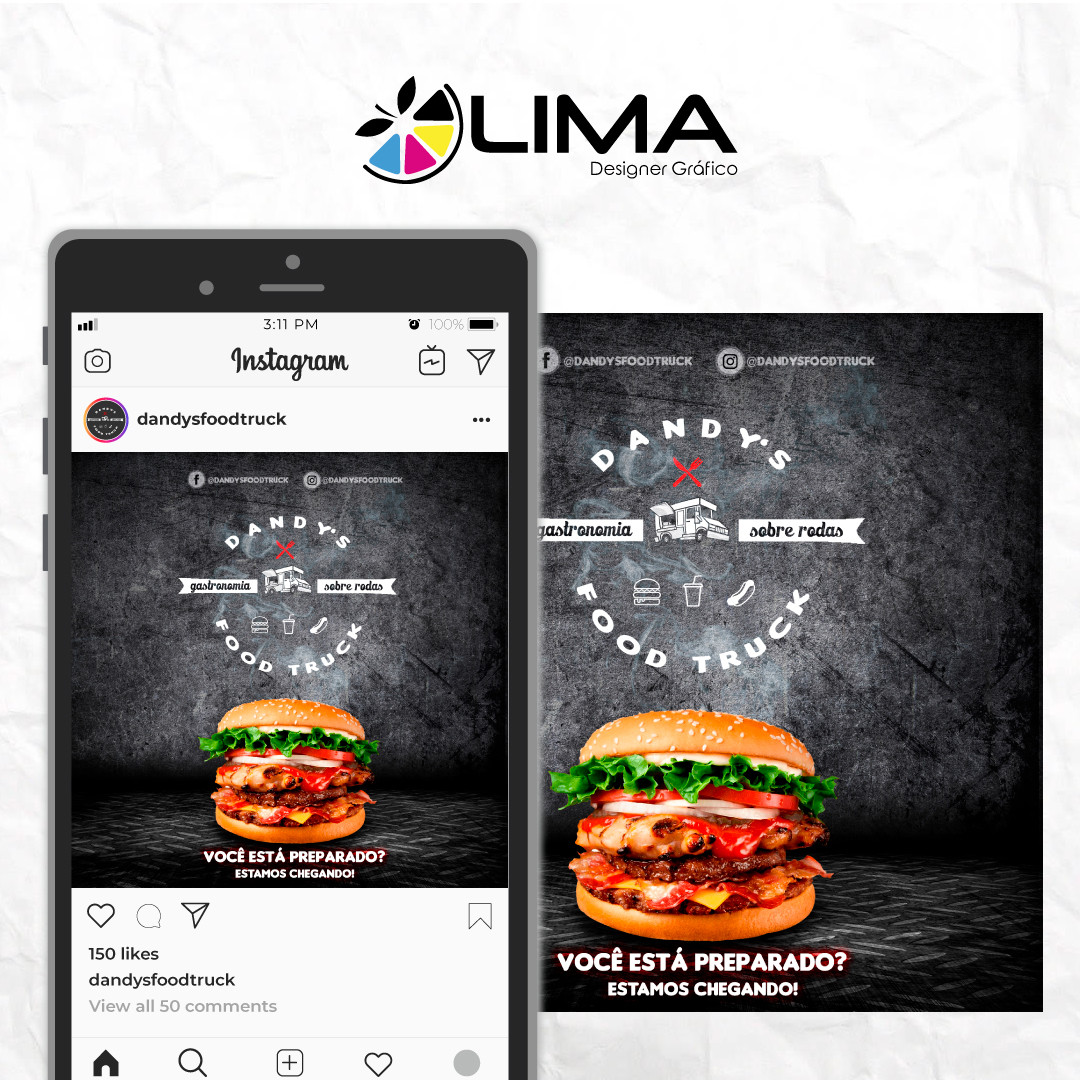 LIMA
Designer Gráfico
3:11 PM
100%
Instagram
dandysfoodtruck
@DANDYSFOODTRUCK @DANDYSFOODTRUCK
DANDY'S
gastronomia sobre rodas
FOOD TRUCK
VOCÊ ESTÁ PREPARADO?
ESTAMOS CHEGANDO!
150 likes
dandysfoodtruck
View all 50 comments
@DANDYSFOODTRUCK @DANDYSFOODTRUCK
DANDY'S
gastronomia sobre rodas
FOOD TRUCK
VOCÊ ESTÁ PREPARADO?
ESTAMOS CHEGANDO!